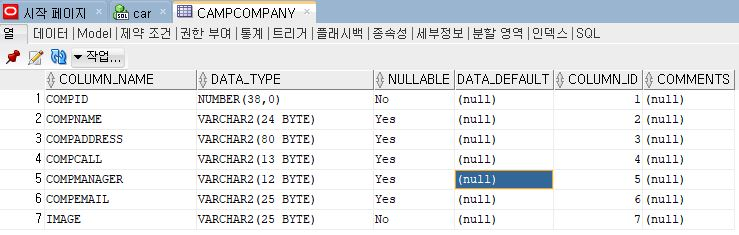 시작 페이지 car CAMPCOMPANY
열 데이터 | Model | 제약 조건 | 권한 부여 | 통계 | 트리거 | 플래시백 | 종속성 | 세부정보 | 분할 영역 | 인덱스 | SQL
작업...
COLUMN_NAME DATA_TYPE NULLABLE DATA_DEFAULT COLUMN_ID COMMENTS
1 COMPID NUMBER(38,0) No (null) 1 (null)
2 COMPNAME VARCHAR2(24 BYTE) Yes (null) 2 (null)
3 COMPADDRESS VARCHAR2(80 BYTE) Yes (null) 3 (null)
4 COMPCALL VARCHAR2(13 BYTE) Yes (null) 4 (null)
5 COMPMANAGER VARCHAR2(12 BYTE) Yes (null) 5 (null)
6 COMPEMAIL VARCHAR2(25 BYTE) Yes (null) 6 (null)
7 IMAGE VARCHAR2(25 BYTE) No (null) 7 (null)